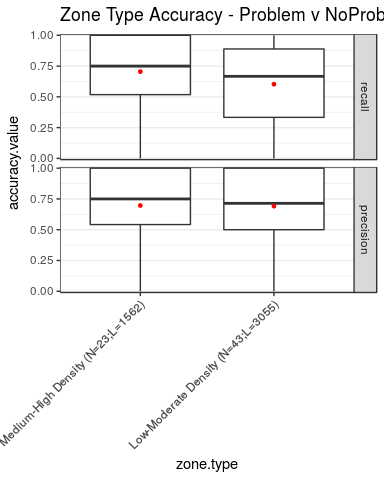 Zone Type Accuracy - Problem v NoProb
1.00
0.75
0.50
0.25
0.00
recall
1.00
0.75
0.50
0.25
0.00
precision
accuracy.value
Medium-High Density (N=23;L=1562)
Low-Moderate Density (N=43;L=3055)
zone.type